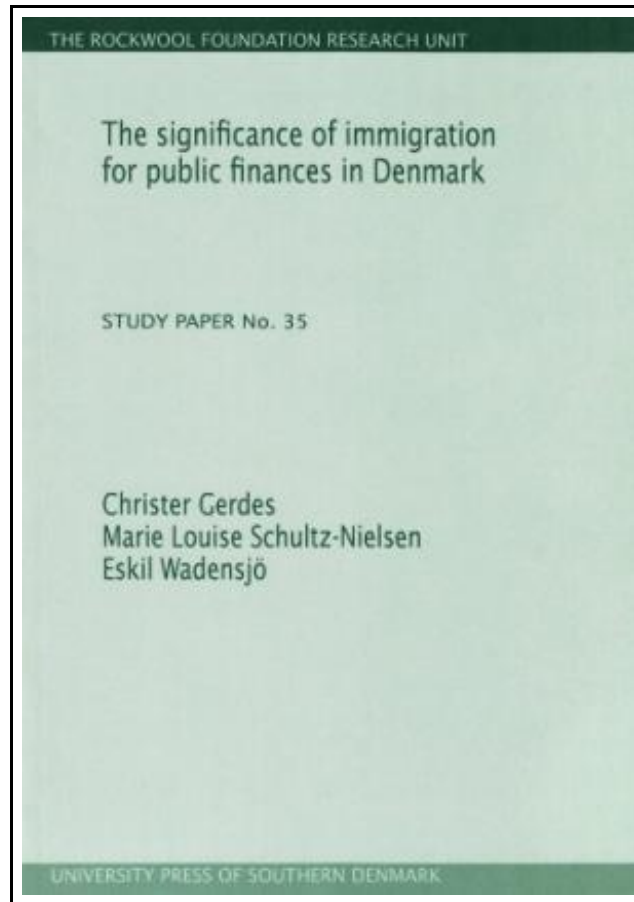 THE ROCKWOOL FOUNDATION RESEARCH UNIT
The significance of immigration
for public finances in Denmark
STUDY PAPER No. 35
Christer Gerdes
Marie Louise Schultz-Nielsen
Eskil Wadensjö
UNIVERSITY PRESS OF SOUTHERN DENMARK